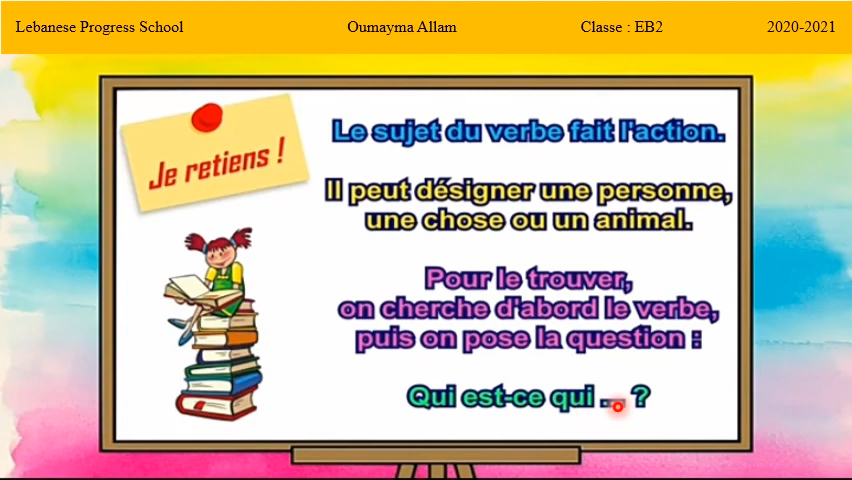 Lebanese Progress School Oumayma Allam Classe : EB2 2020-2021
Je retiens !
Le sujet du verbe fait l'action.
Il peut désigner une personne,
une chose ou un animal.
Pour le trouver,
on cherche d'abord le verbe,
puis on pose la question :
Qui est-ce qui ... ?